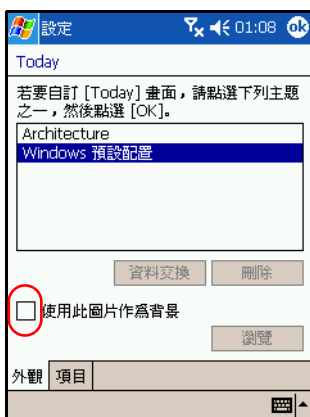 設定 01:08 ok
Today
若要自訂 [Today] 畫面，請點選下列主題
之一，然後點選 [OK]。
Architecture
Windows 預設配置
資料交換 刪除
使用此圖片作為背景
瀏覽
外觀 項目